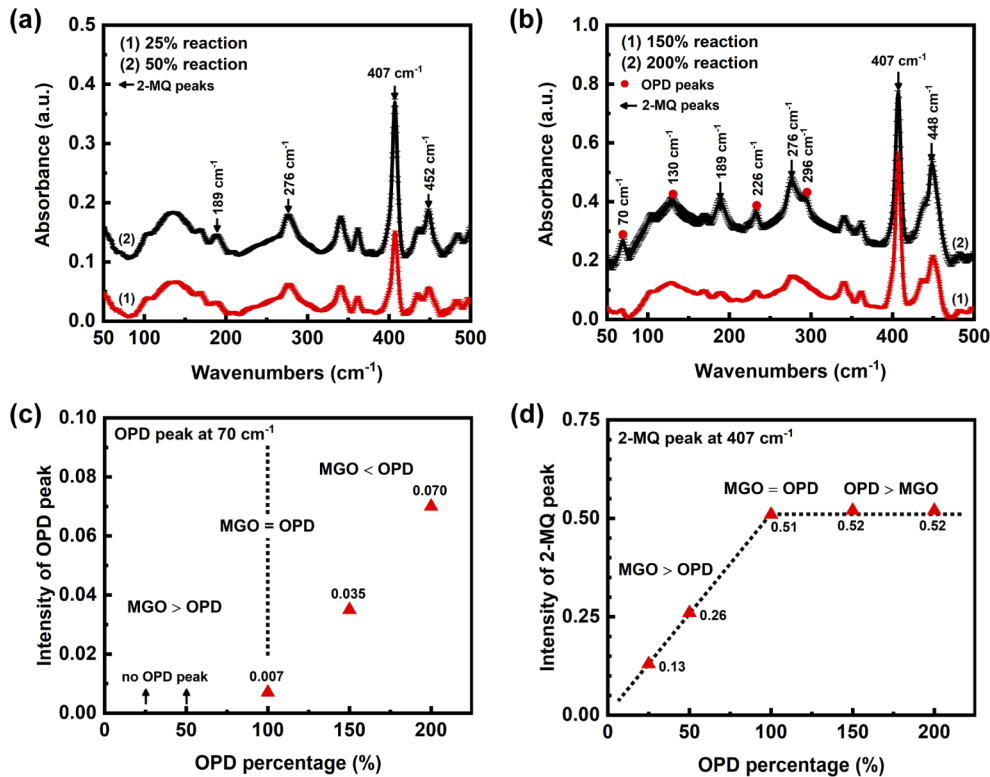 (a)
(1) 25% reaction
(2) 50% reaction
2-MQ peaks
407 cm⁻¹
189 cm⁻¹
276 cm⁻¹
452 cm⁻¹
(2)
(1)
0.5
0.4
0.3
0.2
0.1
0.0
50 100 200 300 400 500
Absorbance (a.u.)
Wavenumbers (cm⁻¹)
(b)
(1) 150% reaction
(2) 200% reaction
OPD peaks
2-MQ peaks
407 cm⁻¹
70 cm⁻¹
130 cm⁻¹
189 cm⁻¹
226 cm⁻¹
276 cm⁻¹
296 cm⁻¹
448 cm⁻¹
(2)
(1)
1.0
0.8
0.6
0.4
0.2
0.0
50 100 200 300 400 500
Absorbance (a.u.)
Wavenumbers (cm⁻¹)
(c)
OPD peak at 70 cm⁻¹
MGO < OPD
MGO = OPD
MGO > OPD
no OPD peak
0.007
0.035
0.070
0.10
0.08
0.06
0.04
0.02
0.00
0 50 100 150 200
Intensity of OPD peak
OPD percentage (%)
(d)
2-MQ peak at 407 cm⁻¹
MGO = OPD
OPD > MGO
MGO > OPD
0.13
0.26
0.51
0.52
0.52
0.75
0.50
0.25
0.00
0 50 100 150 200
Intensity of 2-MQ peak
OPD percentage (%)